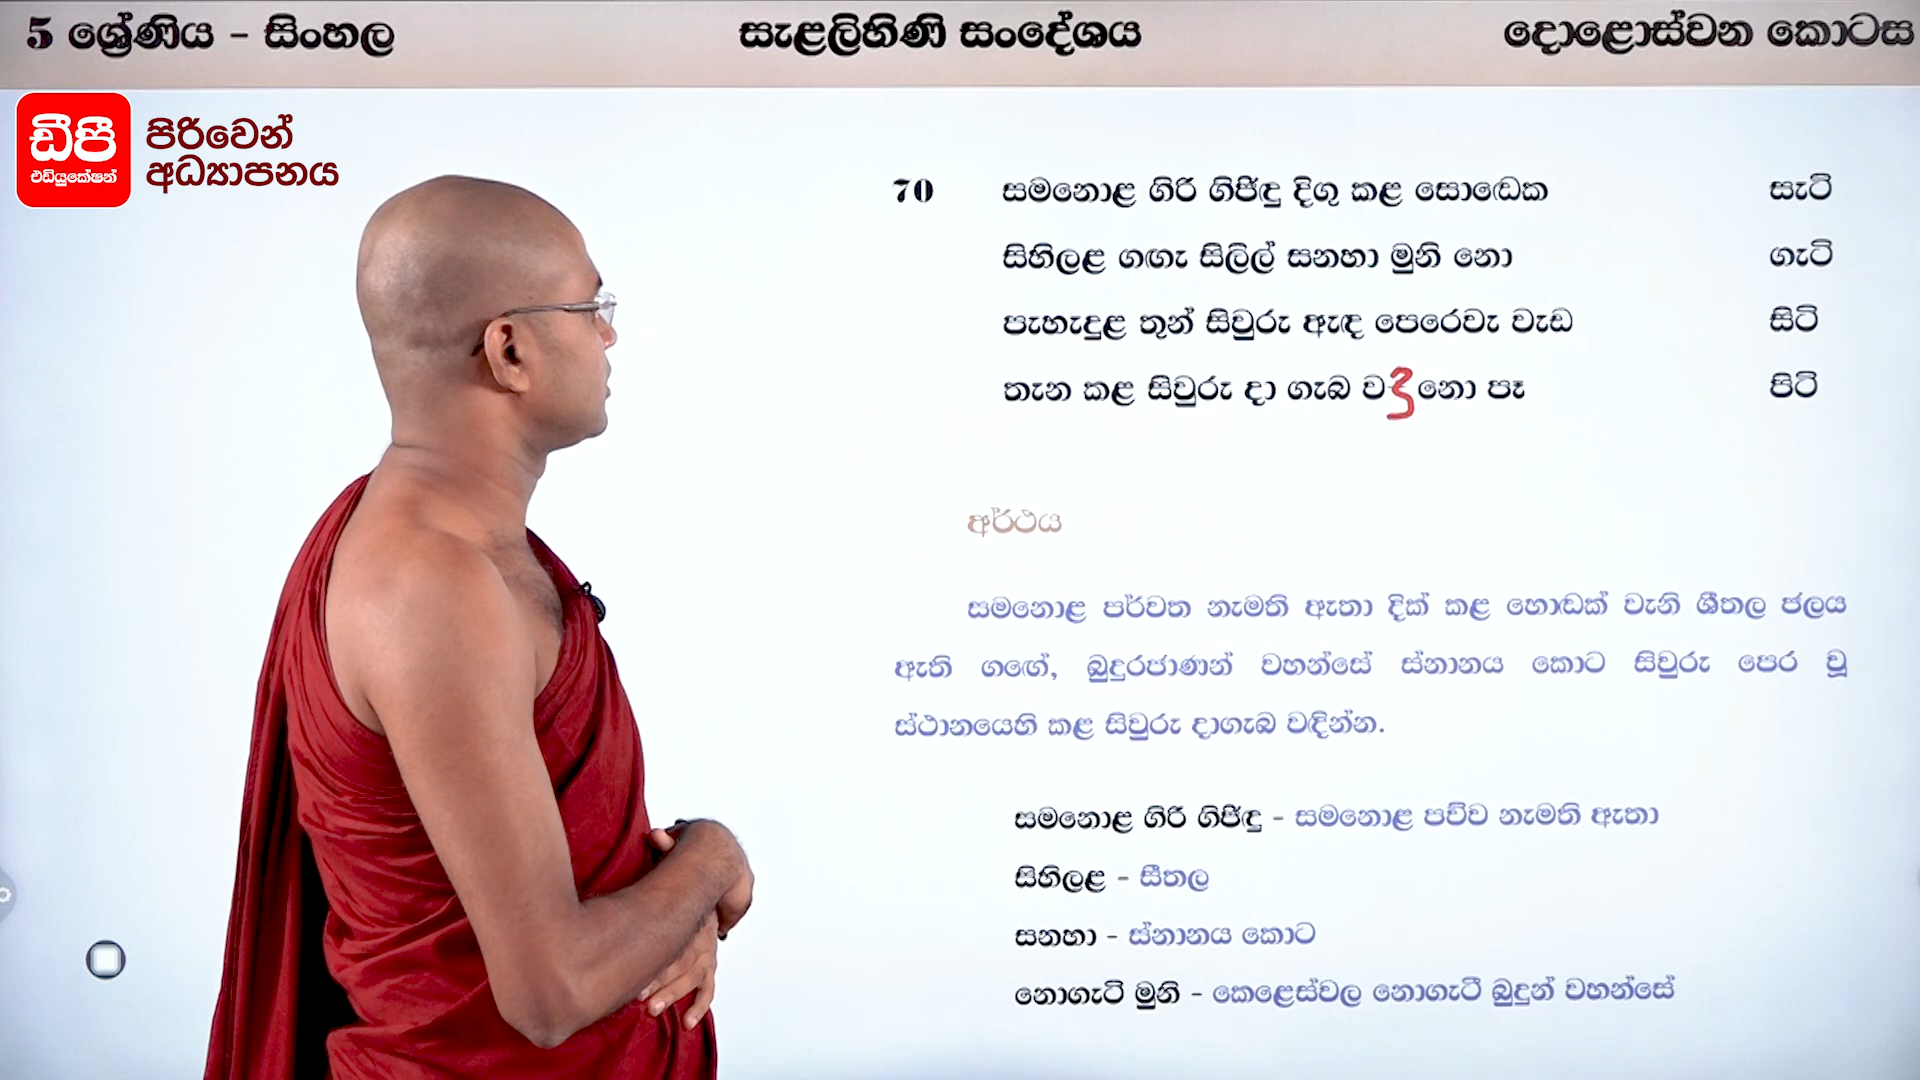 5 ශ්‍රේණිය - සිංහල
සැළලිහිණි සංදේශය
දොළොස්වන කොටස
ඩීපී
එඩියුකේෂන්
පිරිවෙන්
අධ්‍යාපනය
70 සමනොළ ගිරි ගිජිඳු දිගු කළ සොඬෙක සැටි
සිහිලළ ගඟැ සිලිල් සනහා මුනි නො ගැටි
පැහැදුළ තුන් සිවුරු ඇඳ පෙරෙවැ වැඩ සිටි
තැන කළ සිවුරු දා ගැබ වඳු නො පෑ පිටි
අර්ථය
සමනොළ පර්වත නැමති ඇතා දික් කළ හොඬක් වැනි ශීතල ජලය
ඇති ගඟේ, බුදුරජාණන් වහන්සේ ස්නානය කොට සිවුරු පෙර වූ
ස්ථානයෙහි කළ සිවුරු දාගැබ වඳින්න.
සමනොළ ගිරි ගිජිඳු - සමනොළ පව්ව නැමති ඇතා
සිහිලළ - සීතල
සනහා - ස්නානය කොට
නොගැටි මුනි - කෙළෙස්වල නොගැටී බුදුන් වහන්සේ